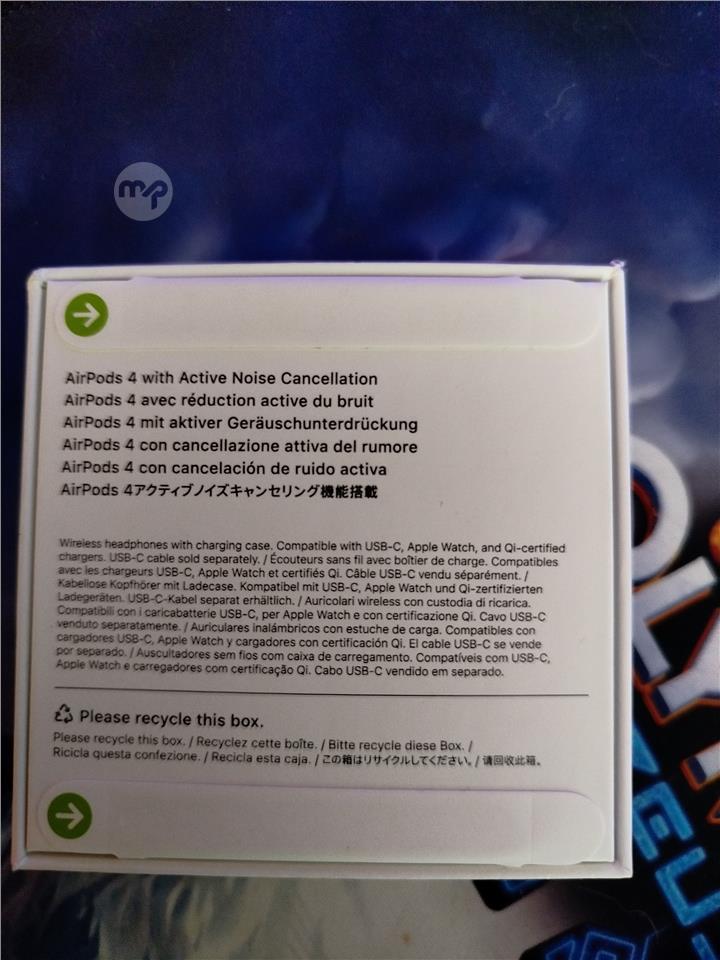 mp
AirPods 4 with Active Noise Cancellation
AirPods 4 avec réduction active du bruit
AirPods 4 mit aktiver Geräuschunterdrückung
AirPods 4 con cancellazione attiva del rumore
AirPods 4 con cancelación de ruido activa
AirPods 4アクティブノイズキャンセリング機能搭載
Wireless headphones with charging case. Compatible with USB-C, Apple Watch, and Qi-certified
chargers. USB-C cable sold separately. / Écouteurs sans fil avec boîtier de charge. Compatibles
avec les chargeurs USB-C, Apple Watch et certifiés Qi. Câble USB-C vendu séparément. /
Kabellose Kopfhörer mit Ladecase. Kompatibel mit USB-C, Apple Watch und Qi-zertifizierten
Ladegeräten. USB-C-Kabel separat erhältlich. / Auricolari wireless con custodia di ricarica.
Compatibili con i caricabatterie USB-C, per Apple Watch e con certificazione Qi. Cavo USB-C
venduto separatamente. / Auriculares inalámbricos con estuche de carga. Compatibles con
cargadores USB-C, Apple Watch y cargadores con certificación Qi. El cable USB-C se vende
por separado. / Auscultadores sem fios com caixa de carregamento. Compatíveis com USB-C,
Apple Watch e carregadores com certificação Qi. Cabo USB-C vendido em separado.
Please recycle this box.
Please recycle this box. / Recyclez cette boîte. / Bitte recycle diese Box. /
Ricicla questa confezione. / Recicla esta caja. / この箱はリサイクルしてください。/ 请回收此箱。
OLY
ZEU